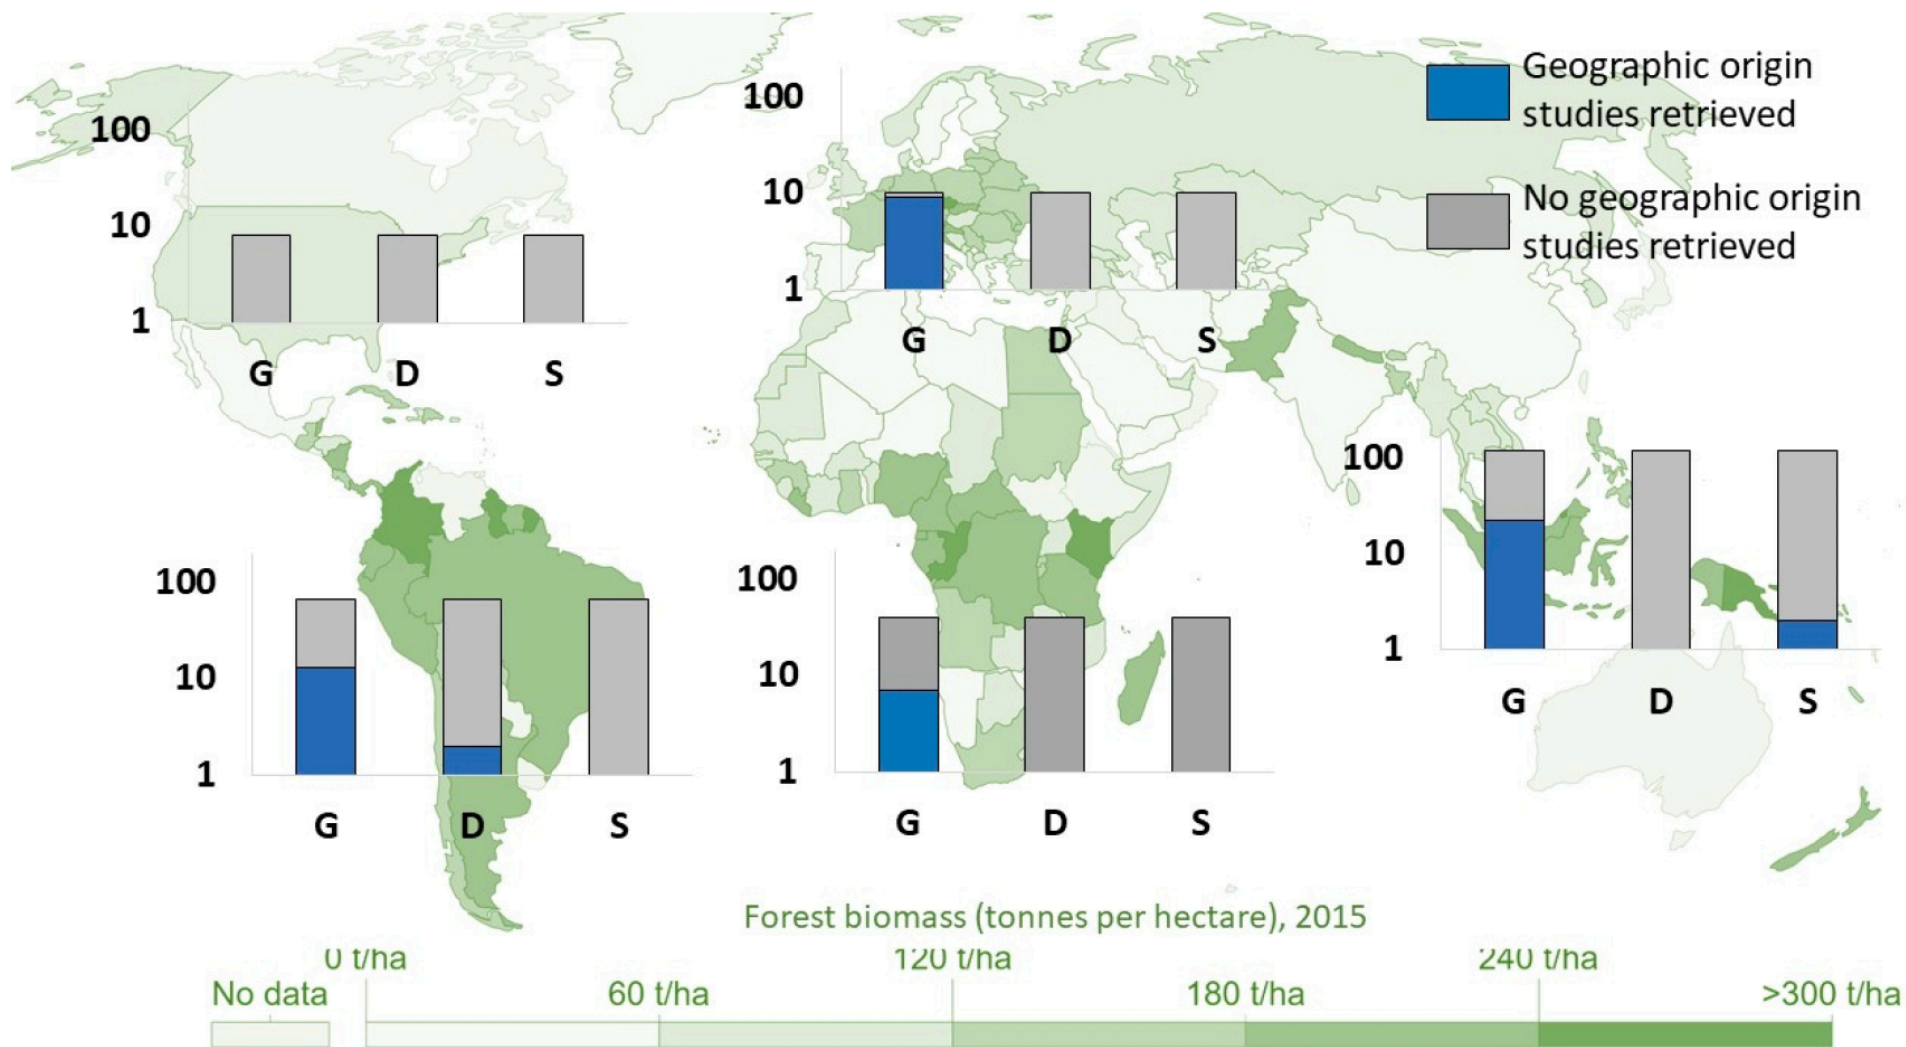 Geographic origin
studies retrieved
No geographic origin
studies retrieved
100
10
1
G D S
100
10
1
G D S
100
10
1
G D S
100
10
1
G D S
100
10
1
G D S
Forest biomass (tonnes per hectare), 2015
0 t/ha 120 t/ha 240 t/ha
No data 60 t/ha 180 t/ha >300 t/ha